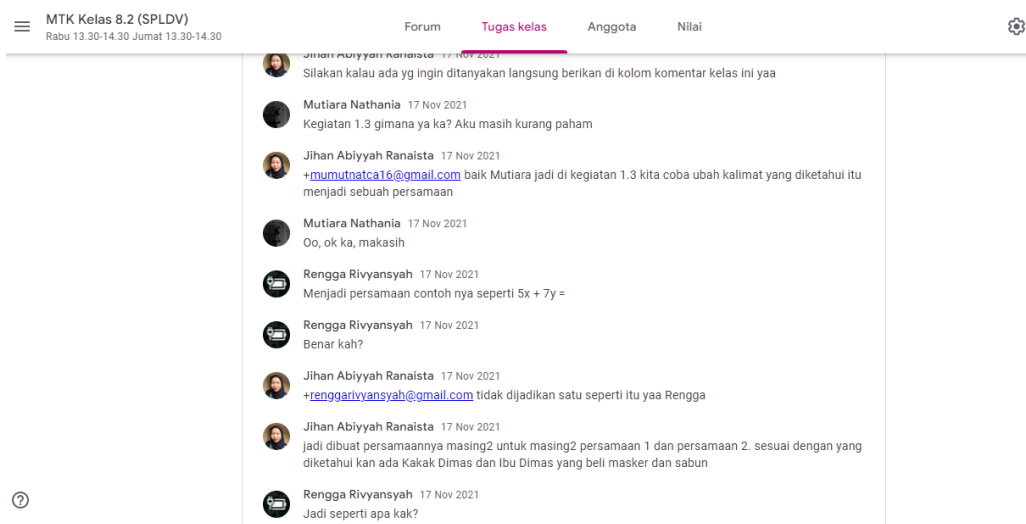 MTK Kelas 8.2 (SPLDV)
Rabu 13.30-14.30 Jumat 13.30-14.30
Forum
Tugas kelas
Anggota
Nilai
Jihan Abiyyah Ranaista 17 Nov 2021
Silakan kalau ada yg ingin ditanyakan langsung berikan di kolom komentar kelas ini yaa
Mutiara Nathania 17 Nov 2021
Kegiatan 1.3 gimana ya ka? Aku masih kurang paham
Jihan Abiyyah Ranaista 17 Nov 2021
+mumutnatca16@gmail.com baik Mutiara jadi di kegiatan 1.3 kita coba ubah kalimat yang diketahui itu
menjadi sebuah persamaan
Mutiara Nathania 17 Nov 2021
Oo, ok ka, makasih
Rengga Rivyansyah 17 Nov 2021
Menjadi persamaan contoh nya seperti 5x + 7y =
Rengga Rivyansyah 17 Nov 2021
Benar kah?
Jihan Abiyyah Ranaista 17 Nov 2021
+renggarivyansyah@gmail.com tidak dijadikan satu seperti itu yaa Rengga
Jihan Abiyyah Ranaista 17 Nov 2021
jadi dibuat persamaannya masing2 untuk masing2 persamaan 1 dan persamaan 2. sesuai dengan yang
diketahui kan ada Kakak Dimas dan Ibu Dimas yang beli masker dan sabun
Rengga Rivyansyah 17 Nov 2021
Jadi seperti apa kak?